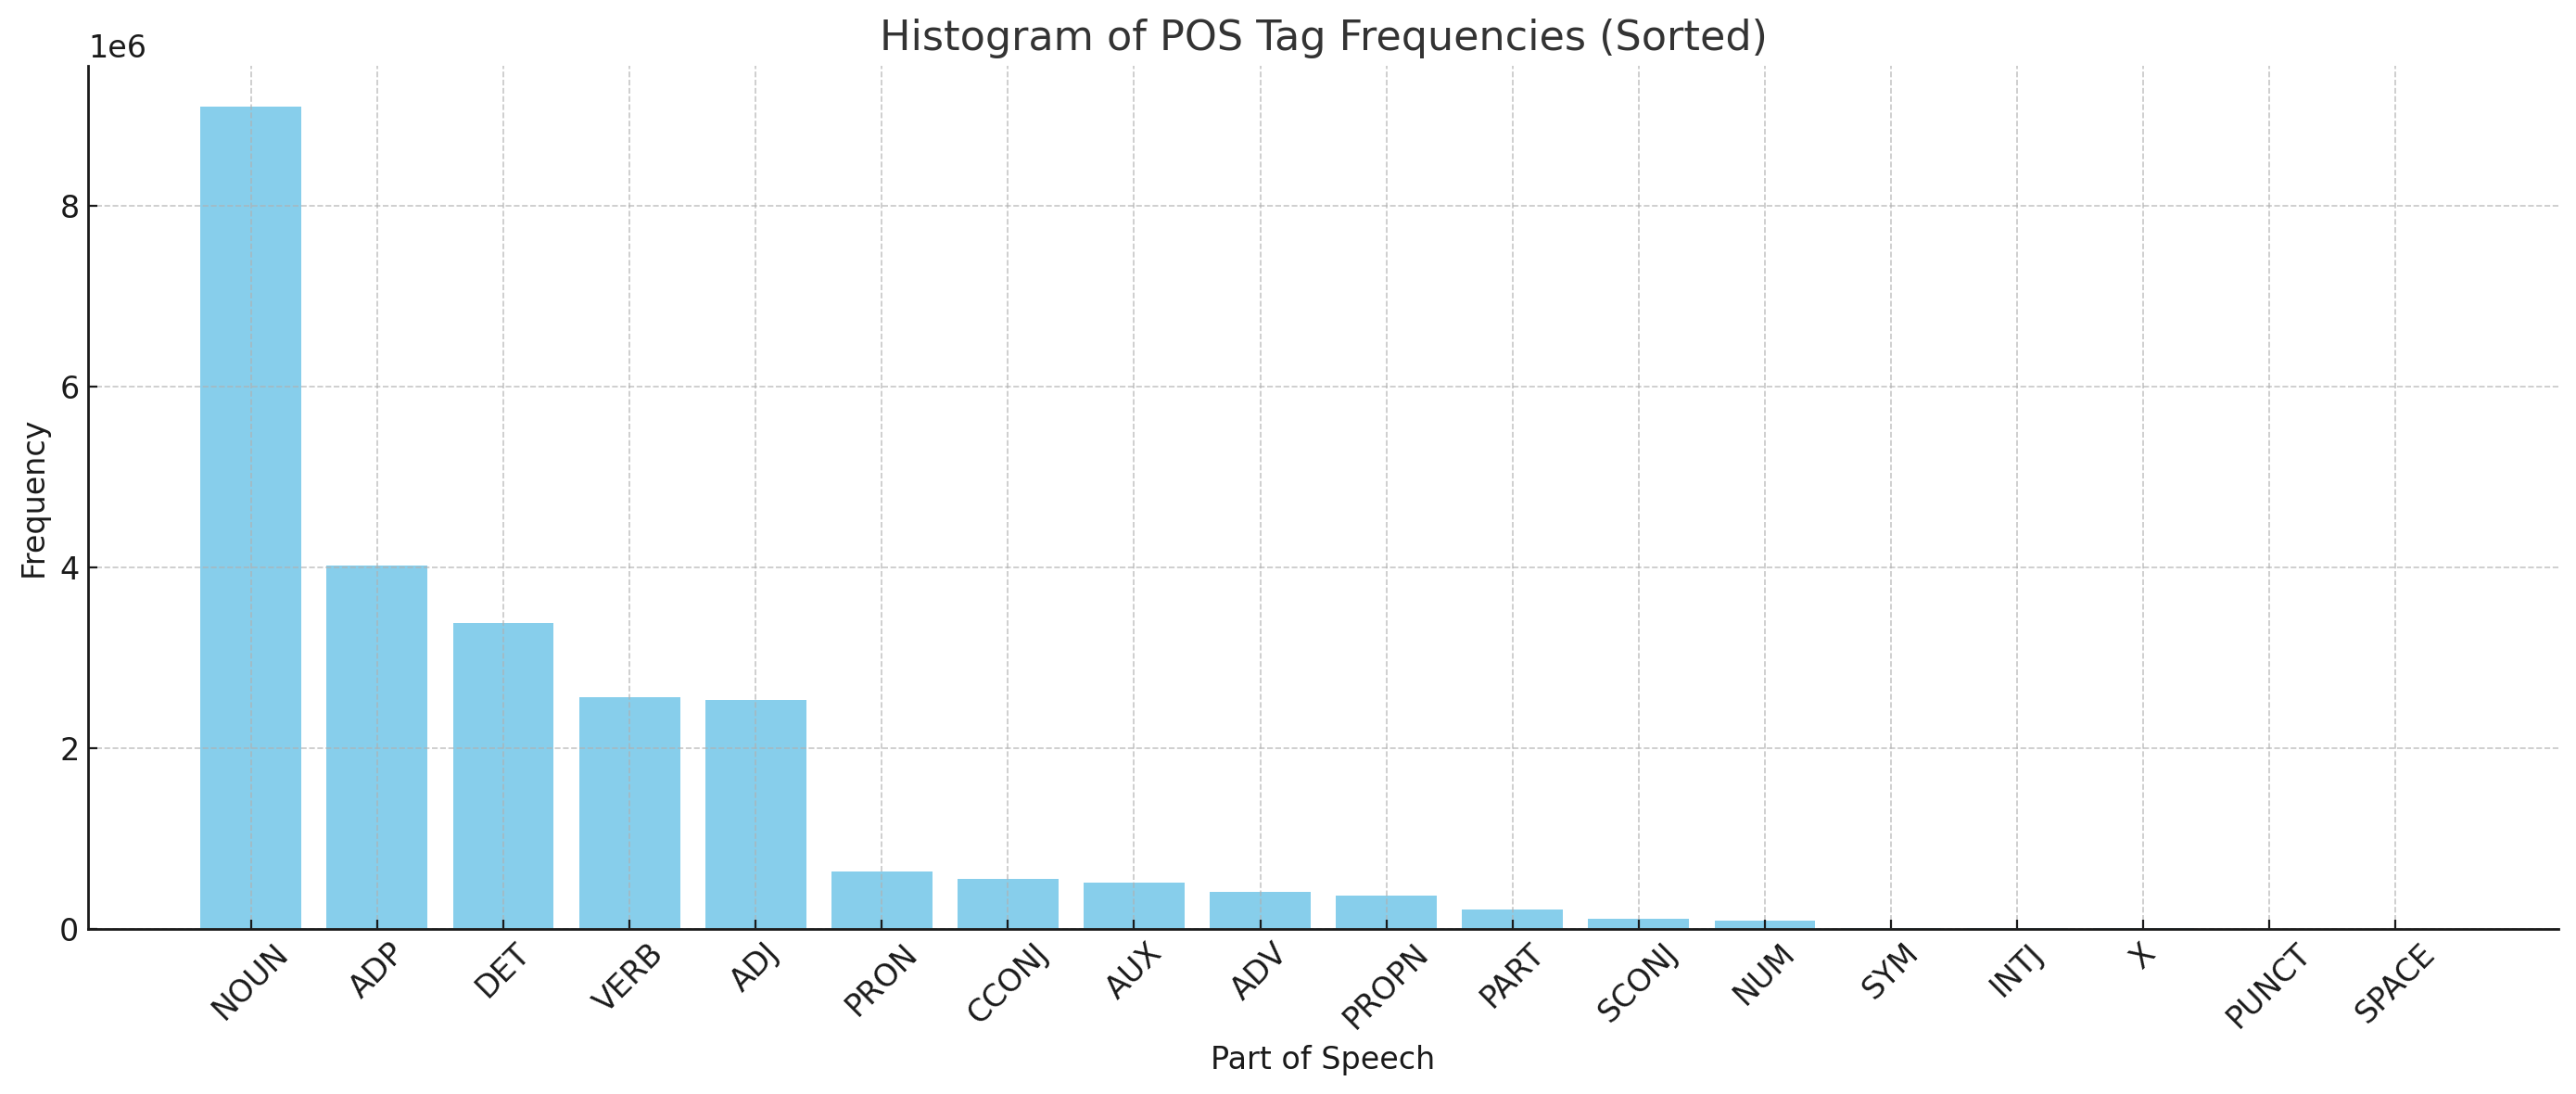 Histogram of POS Tag Frequencies (Sorted)
1e6
8
6
4
2
0
Frequency
NOUN
ADP
DET
VERB
ADJ
PRON
CCONJ
AUX
ADV
PROPN
PART
SCONJ
NUM
SYM
INTJ
X
PUNCT
SPACE
Part of Speech